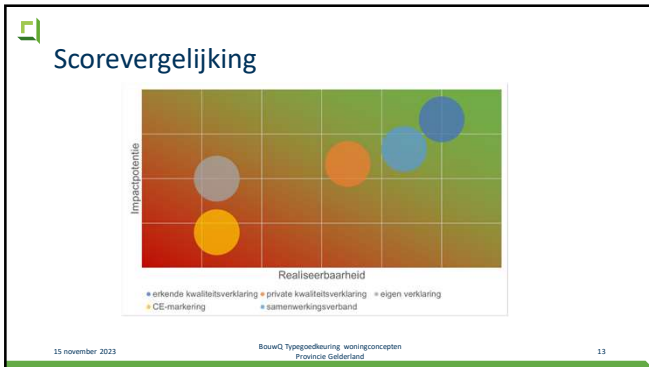 Scorevergelijking
Impactpotentie
Realiseerbaarheid
erkende kwaliteitsverklaring private kwaliteitsverklaring eigen verklaring
CE-markering samenwerkingsverband
15 november 2023
BouwQ Typegoedkeuring woningconcepten
Provincie Gelderland
13